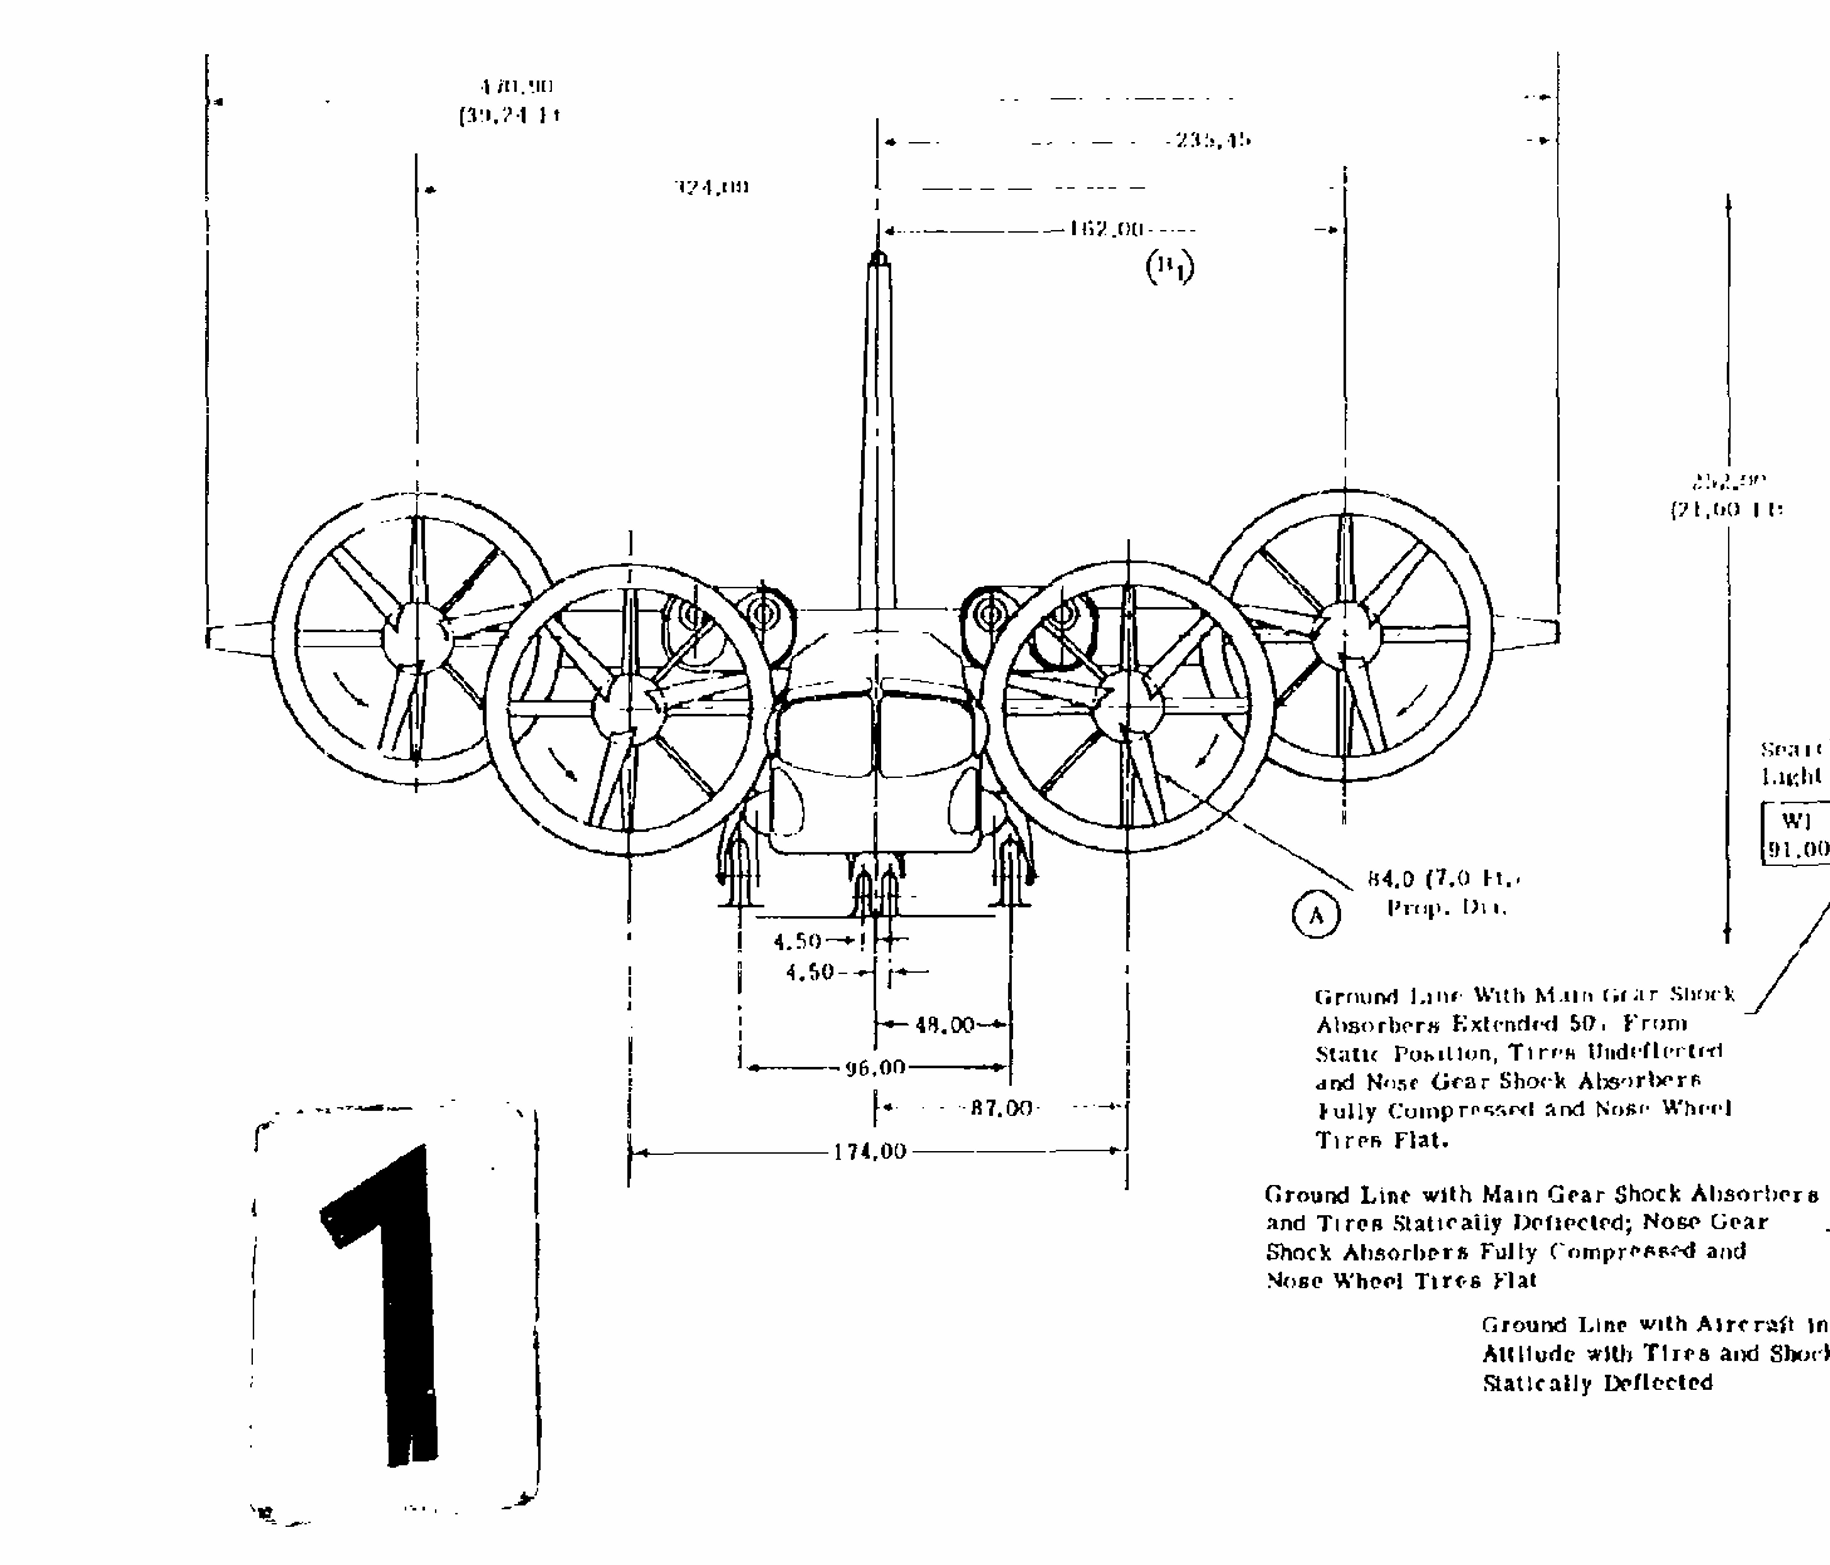 470.90
(39.24 Ft
235.45
324.00
162.00
(B1)
252.00
(21.00 Ft
Light
W1
91.00
84.0 (7.0 Ft.
Prop. Dia.
A
4.50
4.50
48.00
96.00
87.00
174.00
Ground Line With Main Gear Shock
Absorbers Extended 50. From
Static Position, Tires Undeflected
and Nose Gear Shock Absorbers
Fully Compressed and Nose Wheel
Tires Flat.
Ground Line with Main Gear Shock Absorbers
and Tires Statically Deflected; Nose Gear
Shock Absorbers Fully Compressed and
Nose Wheel Tires Flat
Ground Line with Aircraft in
Attitude with Tires and Shock
Statically Deflected
1